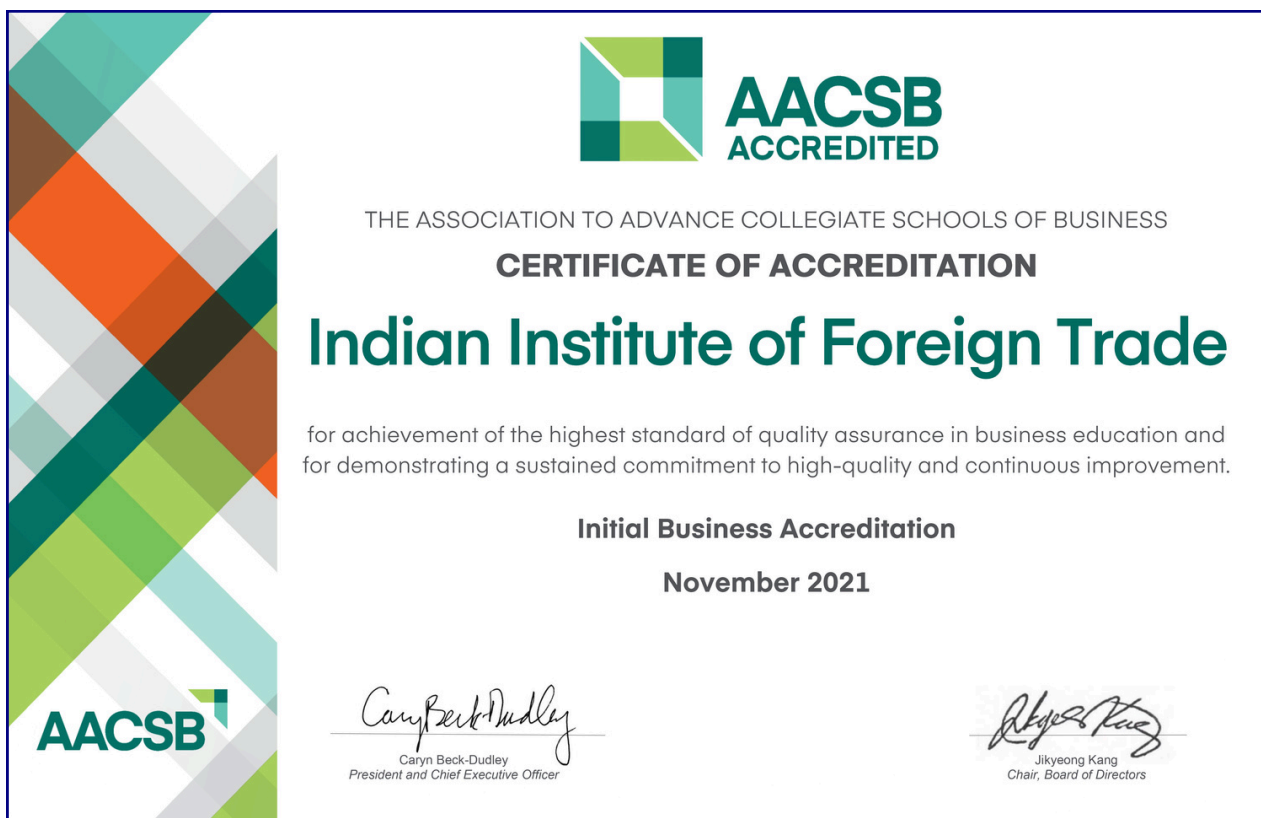 AACSB
ACCREDITED
THE ASSOCIATION TO ADVANCE COLLEGIATE SCHOOLS OF BUSINESS
CERTIFICATE OF ACCREDITATION
Indian Institute of Foreign Trade
for achievement of the highest standard of quality assurance in business education and
for demonstrating a sustained commitment to high-quality and continuous improvement.
Initial Business Accreditation
November 2021
AACSB
Caryn Beck-Dudley
Caryn Beck-Dudley
President and Chief Executive Officer
Jikyeong Kang
Chair, Board of Directors